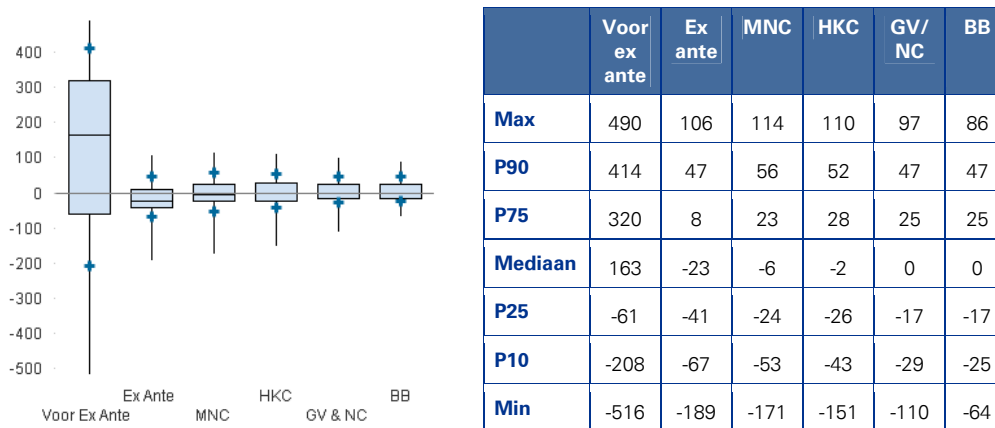 400
300
200
100
0
-100
-200
-300
-400
-500
Ex Ante HKC BB
Voor Ex Ante MNC GV & NC
Voor ex ante Ex ante MNC HKC GV/ NC BB
Max 490 106 114 110 97 86
P90 414 47 56 52 47 47
P75 320 8 23 28 25 25
Mediaan 163 -23 -6 -2 0 0
P25 -61 -41 -24 -26 -17 -17
P10 -208 -67 -53 -43 -29 -25
Min -516 -189 -171 -151 -110 -64